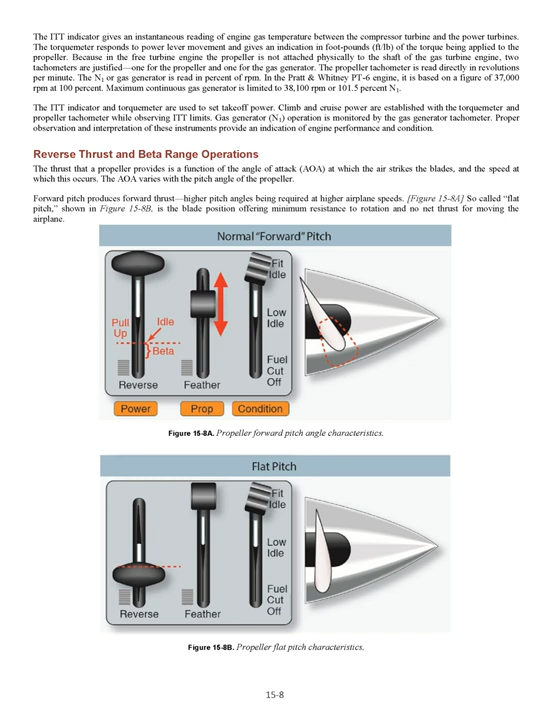 The ITT indicator gives an instantaneous reading of engine gas temperature between the compressor turbine and the power turbines.
The torquemeter responds to power lever movement and gives an indication in foot-pounds (ft/lb) of the torque being applied to the
propeller. Because in the free turbine engine the propeller is not attached physically to the shaft of the gas turbine engine, two
tachometers are justified—one for the propeller and one for the gas generator. The propeller tachometer is read directly in revolutions
per minute. The N₁ or gas generator is read in percent of rpm. In the Pratt & Whitney PT-6 engine, it is based on a figure of 37,000
rpm at 100 percent. Maximum continuous gas generator is limited to 38,100 rpm or 101.5 percent N₁.
The ITT indicator and torquemeter are used to set takeoff power. Climb and cruise power are established with the torquemeter and
propeller tachometer while observing ITT limits. Gas generator (N₁) operation is monitored by the gas generator tachometer. Proper
observation and interpretation of these instruments provide an indication of engine performance and condition.
Reverse Thrust and Beta Range Operations
The thrust that a propeller provides is a function of the angle of attack (AOA) at which the air strikes the blades, and the speed at
which this occurs. The AOA varies with the pitch angle of the propeller.
Forward pitch produces forward thrust—higher pitch angles being required at higher airplane speeds. [Figure 15-8A] So called “flat
pitch,” shown in Figure 15-8B, is the blade position offering minimum resistance to rotation and no net thrust for moving the
airplane.
Normal “Forward” Pitch
Fit
Idle
Pull
Up
Idle
Beta
Low
Idle
Fuel
Cut
Off
Reverse
Feather
Power
Prop
Condition
Figure 15-8A. Propeller forward pitch angle characteristics.
Flat Pitch
Fit
Idle
Low
Idle
Fuel
Cut
Off
Reverse
Feather
Figure 15-8B. Propeller flat pitch characteristics.
15-8